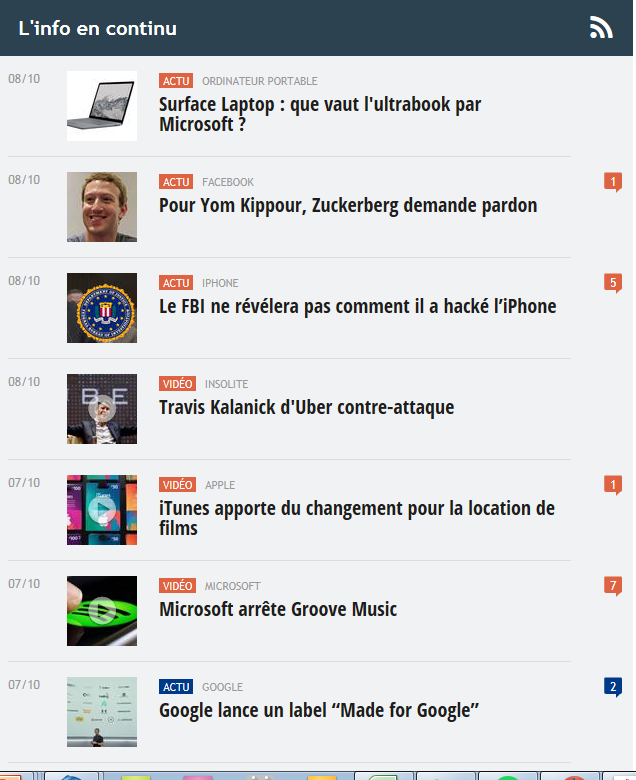 L'info en continu
08/10
ACTU ORDINATEUR PORTABLE
Surface Laptop : que vaut l'ultrabook par
Microsoft ?
08/10
ACTU FACEBOOK
1
Pour Yom Kippour, Zuckerberg demande pardon
08/10
ACTU IPHONE
5
Le FBI ne révélera pas comment il a hacké l’iPhone
08/10
VIDÉO INSOLITE
Travis Kalanick d'Uber contre-attaque
07/10
VIDÉO APPLE
1
iTunes apporte du changement pour la location de
films
07/10
VIDÉO MICROSOFT
7
Microsoft arrête Groove Music
07/10
ACTU GOOGLE
2
Google lance un label “Made for Google”